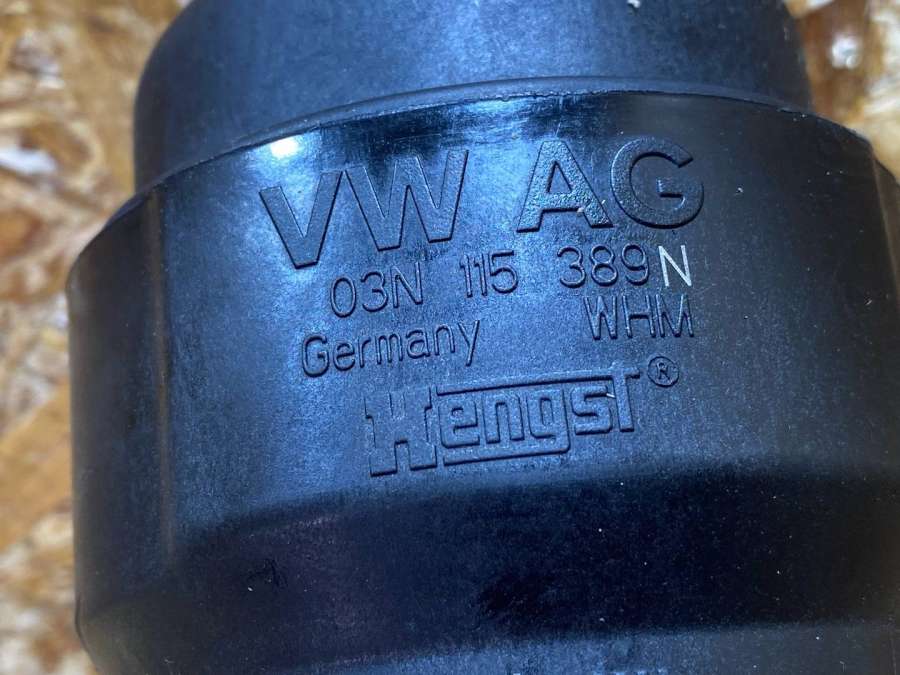 VW AG
03N 115 389N
Germany WHM
Hengst®